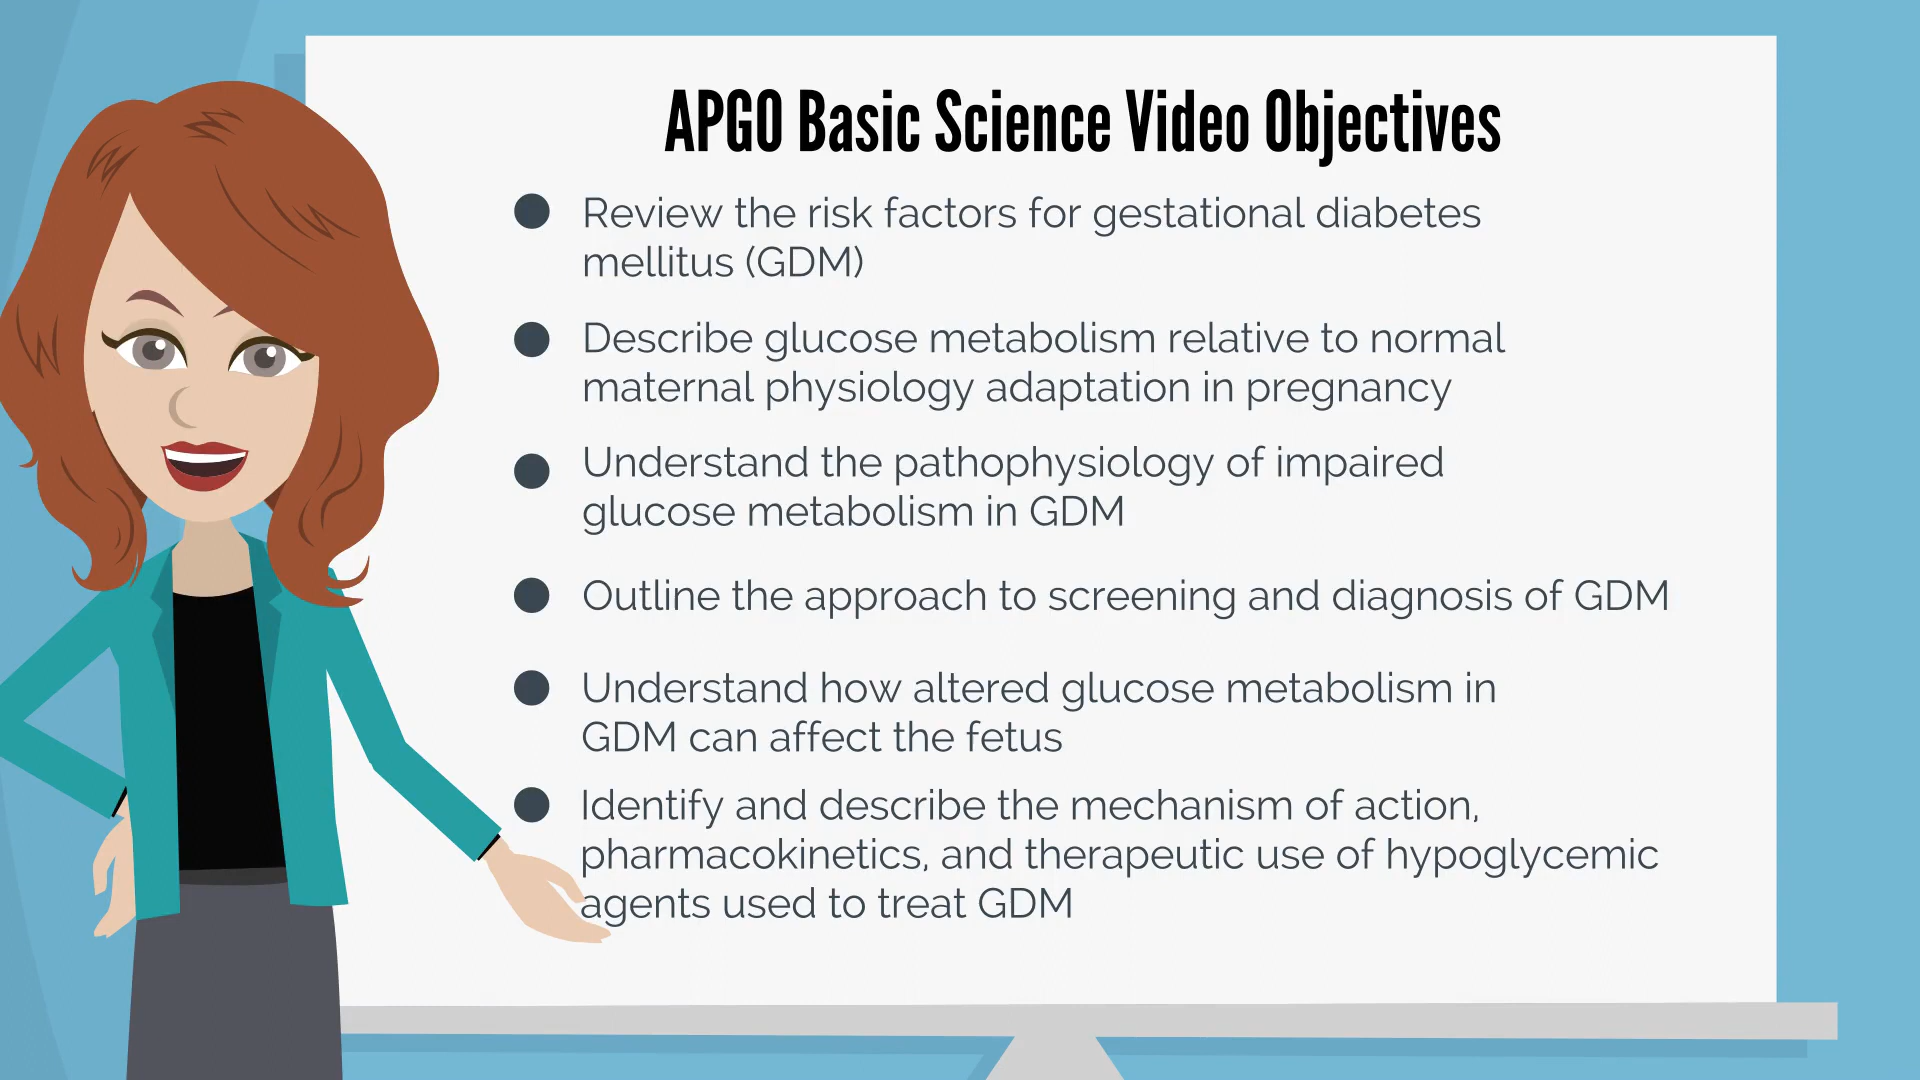 APGO Basic Science Video Objectives
Review the risk factors for gestational diabetes
mellitus (GDM)
Describe glucose metabolism relative to normal
maternal physiology adaptation in pregnancy
Understand the pathophysiology of impaired
glucose metabolism in GDM
Outline the approach to screening and diagnosis of GDM
Understand how altered glucose metabolism in
GDM can affect the fetus
Identify and describe the mechanism of action,
pharmacokinetics, and therapeutic use of hypoglycemic
agents used to treat GDM